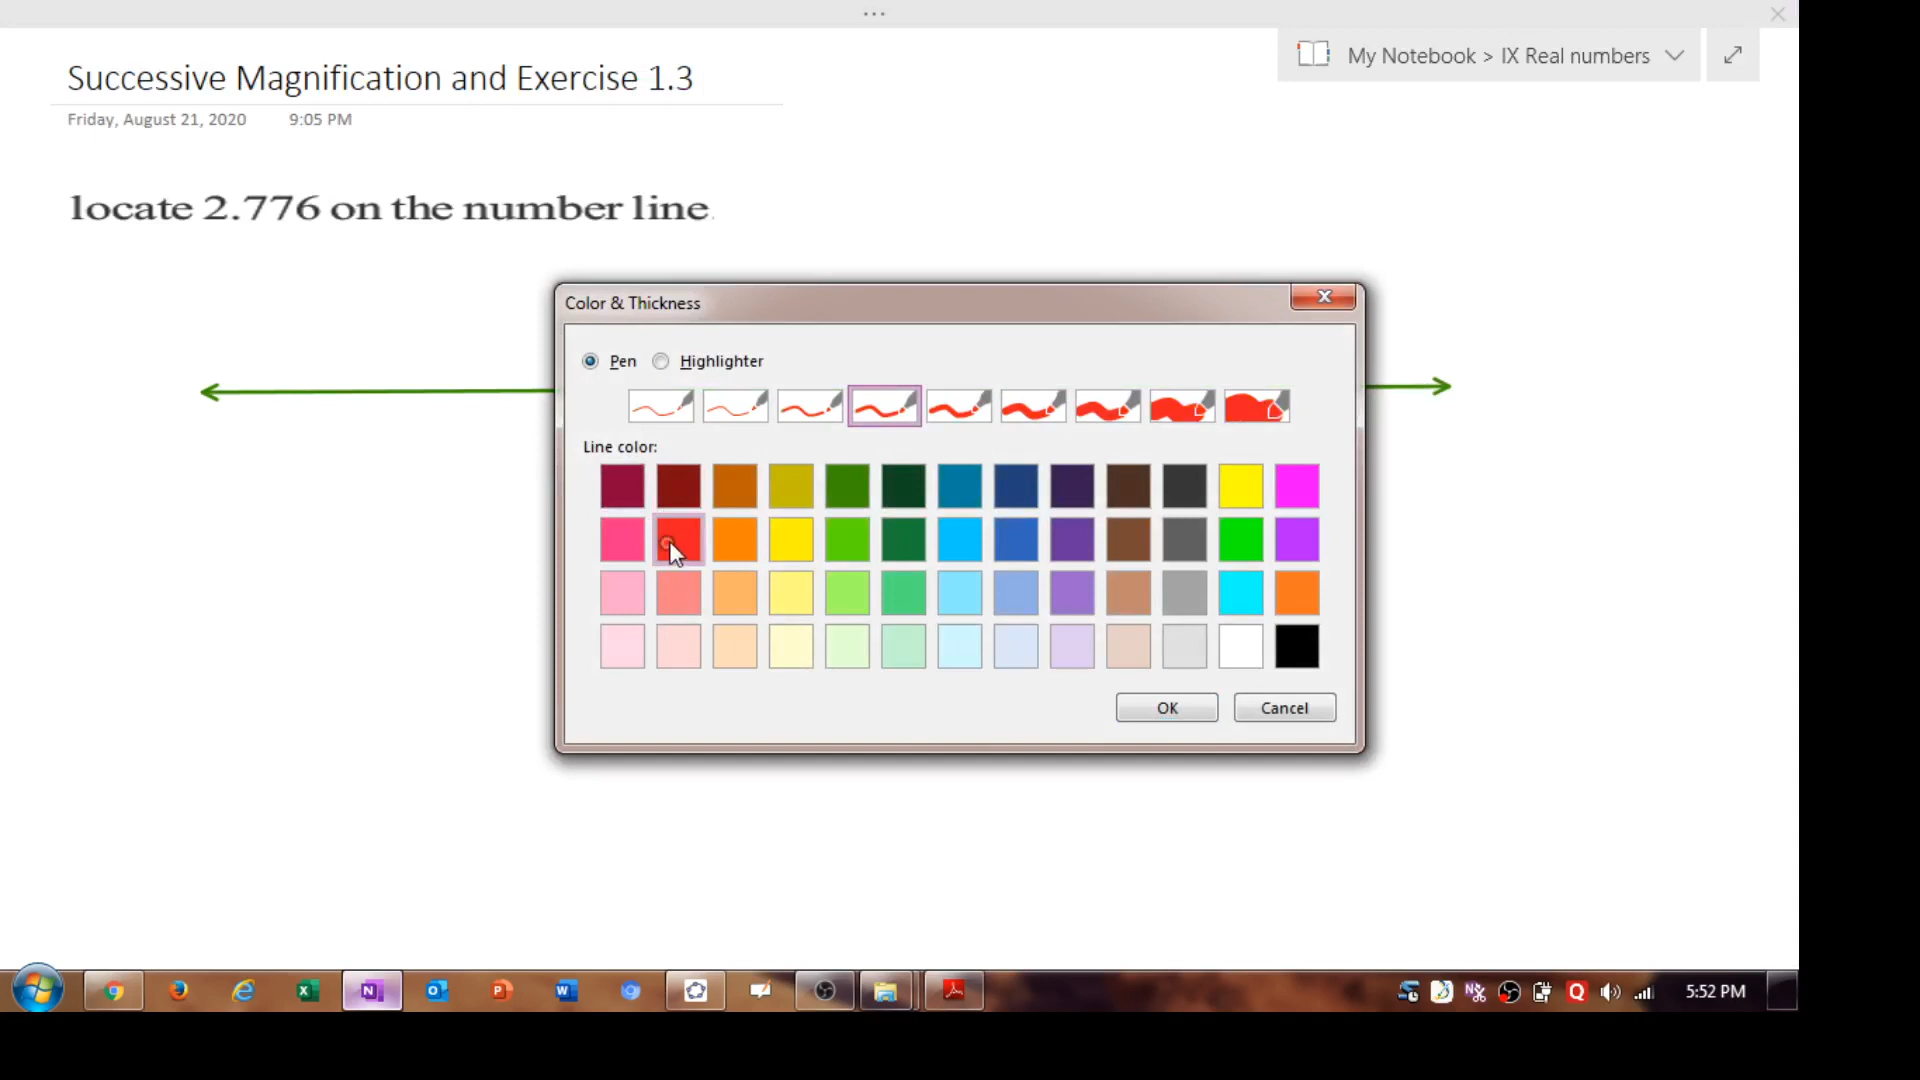 ...
My Notebook > IX Real numbers
Successive Magnification and Exercise 1.3
Friday, August 21, 2020 9:05 PM
locate 2.776 on the number line.
Color & Thickness
Pen Highlighter
Line color:
OK Cancel
5:52 PM